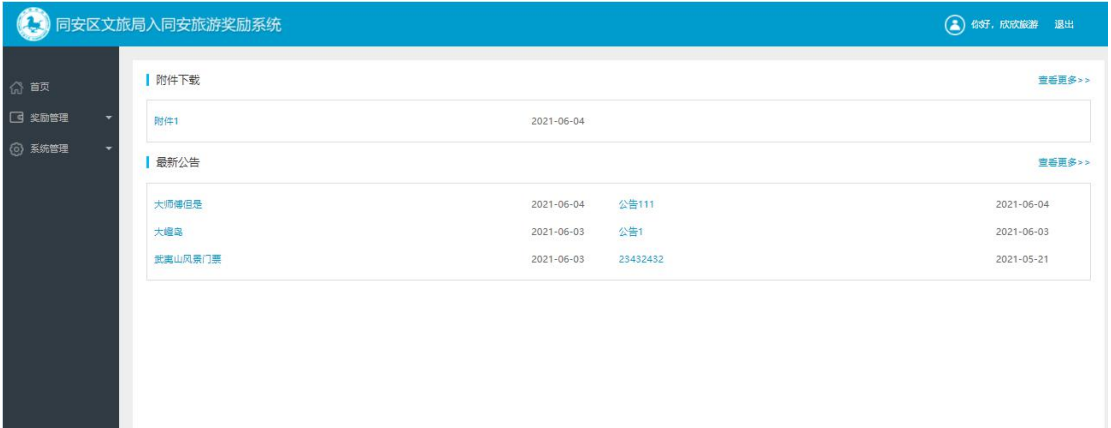 同安区文旅局入同安旅游奖励系统
你好，欣欣旅游 退出
首页
奖励管理
系统管理
附件下载 查看更多>>
附件1 2021-06-04
最新公告 查看更多>>
大师傅但是 2021-06-04 公告111 2021-06-04
大嶝岛 2021-06-03 公告1 2021-06-03
武夷山风景门票 2021-06-03 23432432 2021-05-21